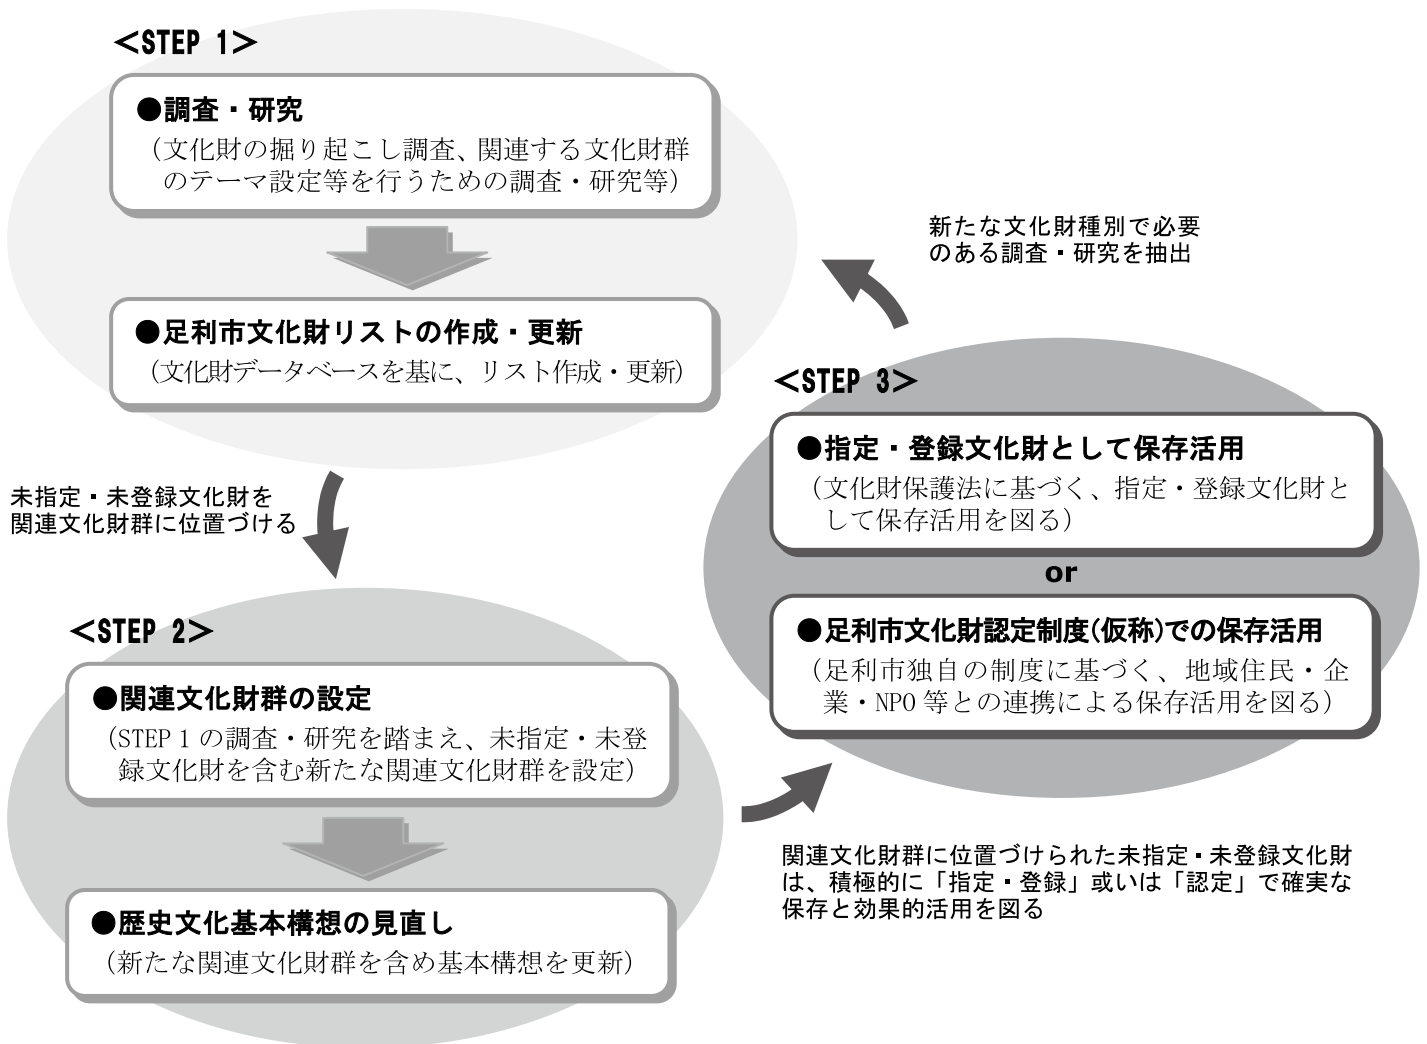 <STEP 1>
●調査・研究
(文化財の掘り起こし調査、関連する文化財群
のテーマ設定等を行うための調査・研究等)
●足利市文化財リストの作成・更新
(文化財データベースを基に、リスト作成・更新)
未指定・未登録文化財を
関連文化財群に位置づける
<STEP 2>
●関連文化財群の設定
(STEP 1 の調査・研究を踏まえ、未指定・未登
録文化財を含む新たな関連文化財群を設定)
●歴史文化基本構想の見直し
(新たな関連文化財群を含め基本構想を更新)
関連文化財群に位置づけられた未指定・未登録文化財
は、積極的に「指定・登録」或いは「認定」で確実な
保存と効果的活用を図る
<STEP 3>
●指定・登録文化財として保存活用
(文化財保護法に基づく、指定・登録文化財と
して保存活用を図る)
or
●足利市文化財認定制度(仮称)での保存活用
(足利市独自の制度に基づく、地域住民・企
業・NPO 等との連携による保存活用を図る)
新たな文化財種別で必要
のある調査・研究を抽出